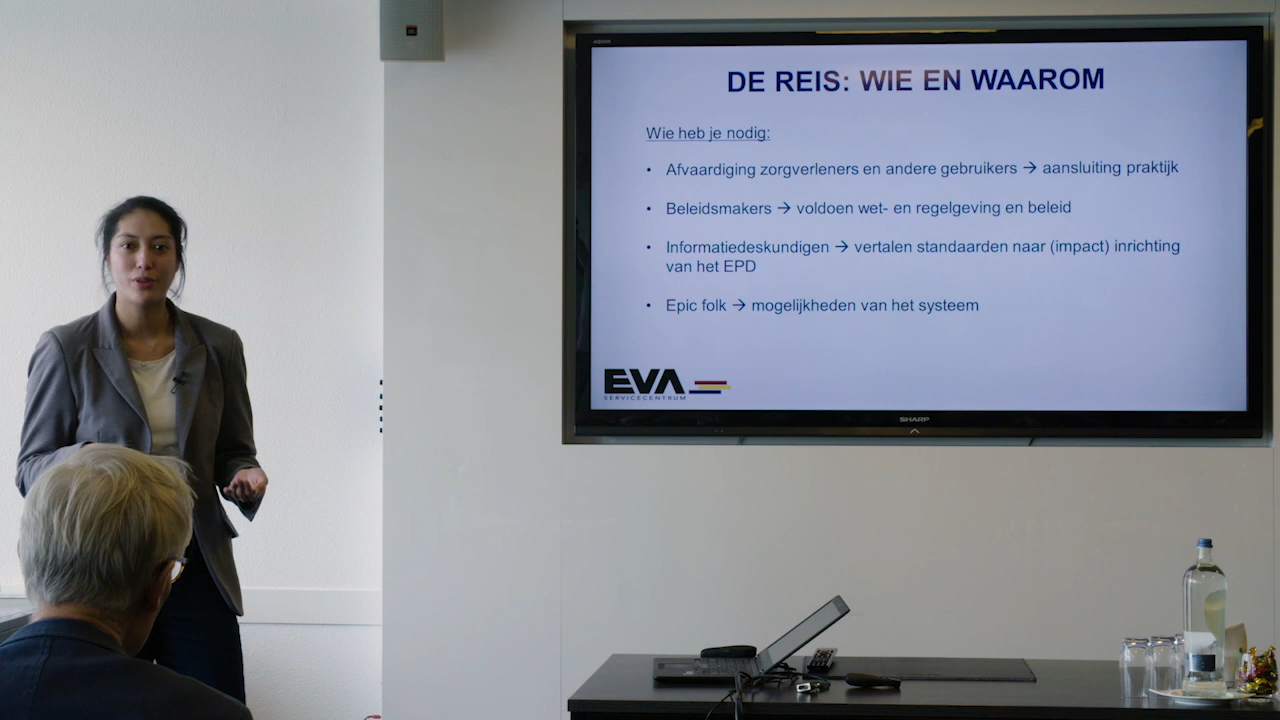 DE REIS: WIE EN WAAROM
Wie heb je nodig:
• Afvaardiging zorgverleners en andere gebruikers → aansluiting praktijk
• Beleidsmakers → voldoen wet- en regelgeving en beleid
• Informatiedeskundigen → vertalen standaarden naar (impact) inrichting
van het EPD
• Epic folk → mogelijkheden van het systeem
EVA
SERVICECENTRUM
SHARP